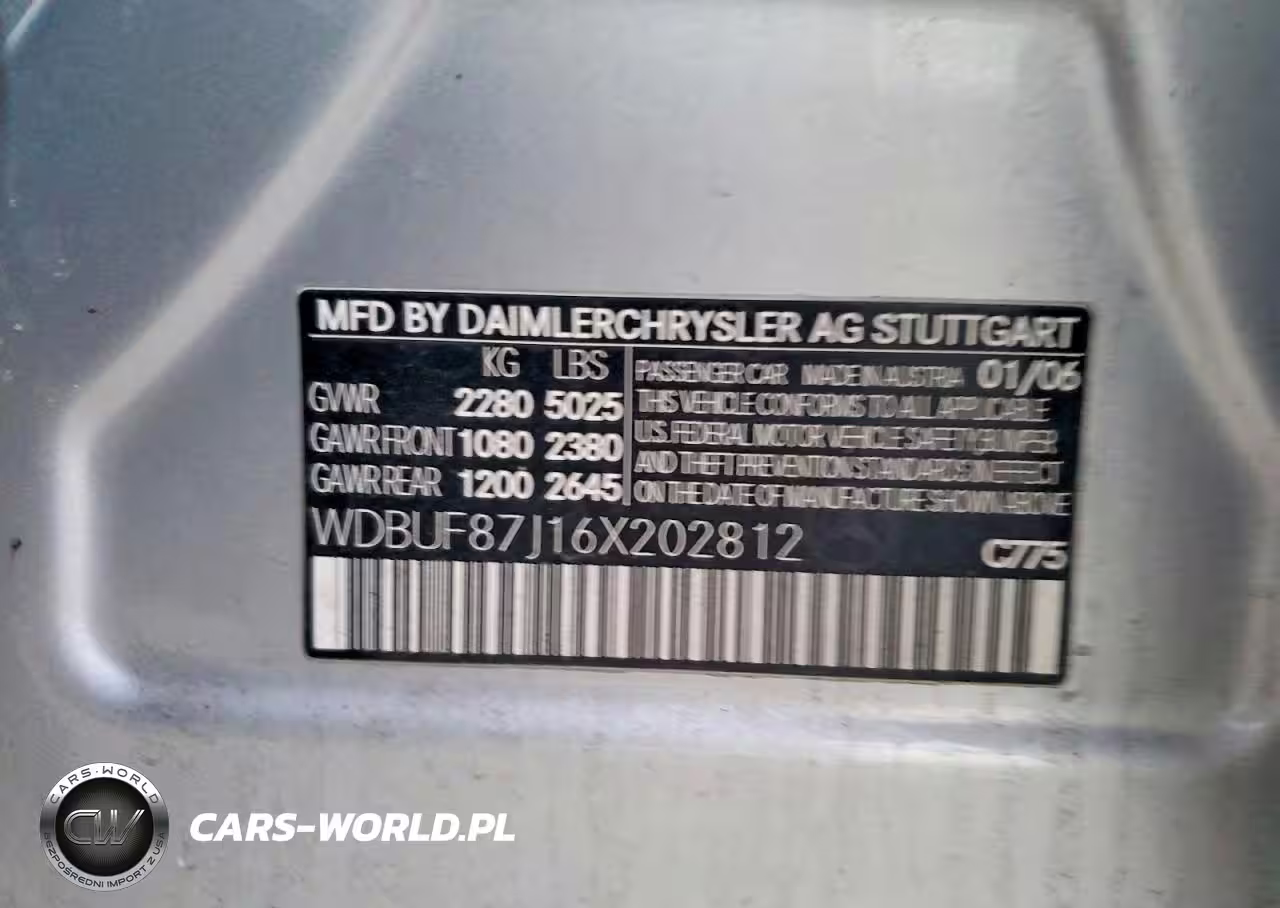 MFD BY DAIMLERCHRYSLER AG STUTTGART
KG LBS
GVWR 2280 5025
GAWR FRONT 1080 2380
GAWR REAR 1200 2645
PASSENGER CAR MADE IN AUSTRIA 01/06
THIS VEHICLE CONFORMS TO ALL APPLICABLE
U.S. FEDERAL MOTOR VEHICLE SAFETY, BUMPER
AND THEFT PREVENTION STANDARDS IN EFFECT
ON THE DATE OF MANUFACTURE SHOWN ABOVE
WDBUF87J16X202812 C775
CARS-WORLD
CW
BEZPOŚREDNI IMPORT Z USA
CARS-WORLD.PL